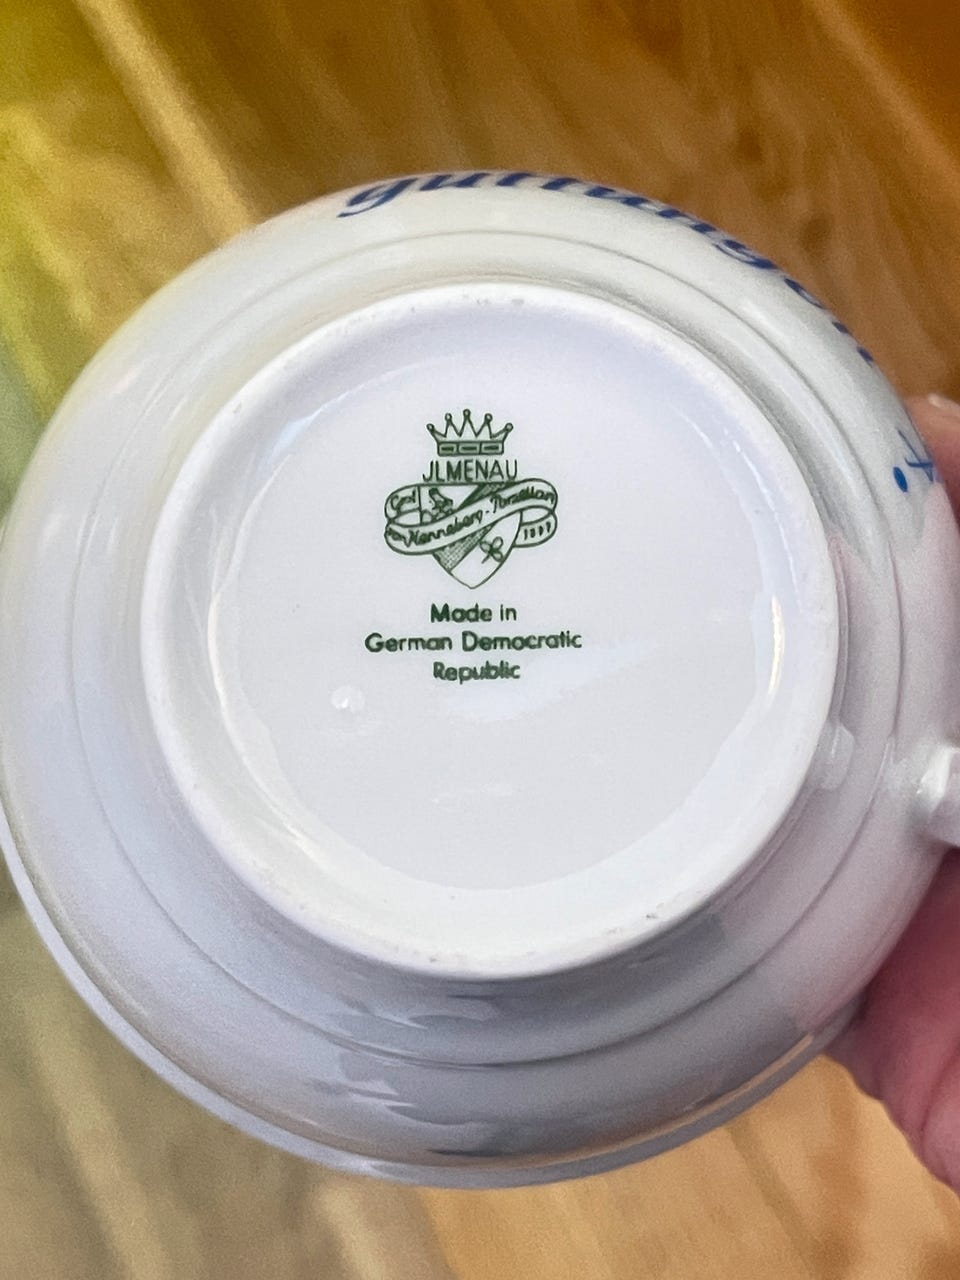 JLMENAU
Graf
von Henneberg-Porzellan
1777
Made in
German Democratic
Republic